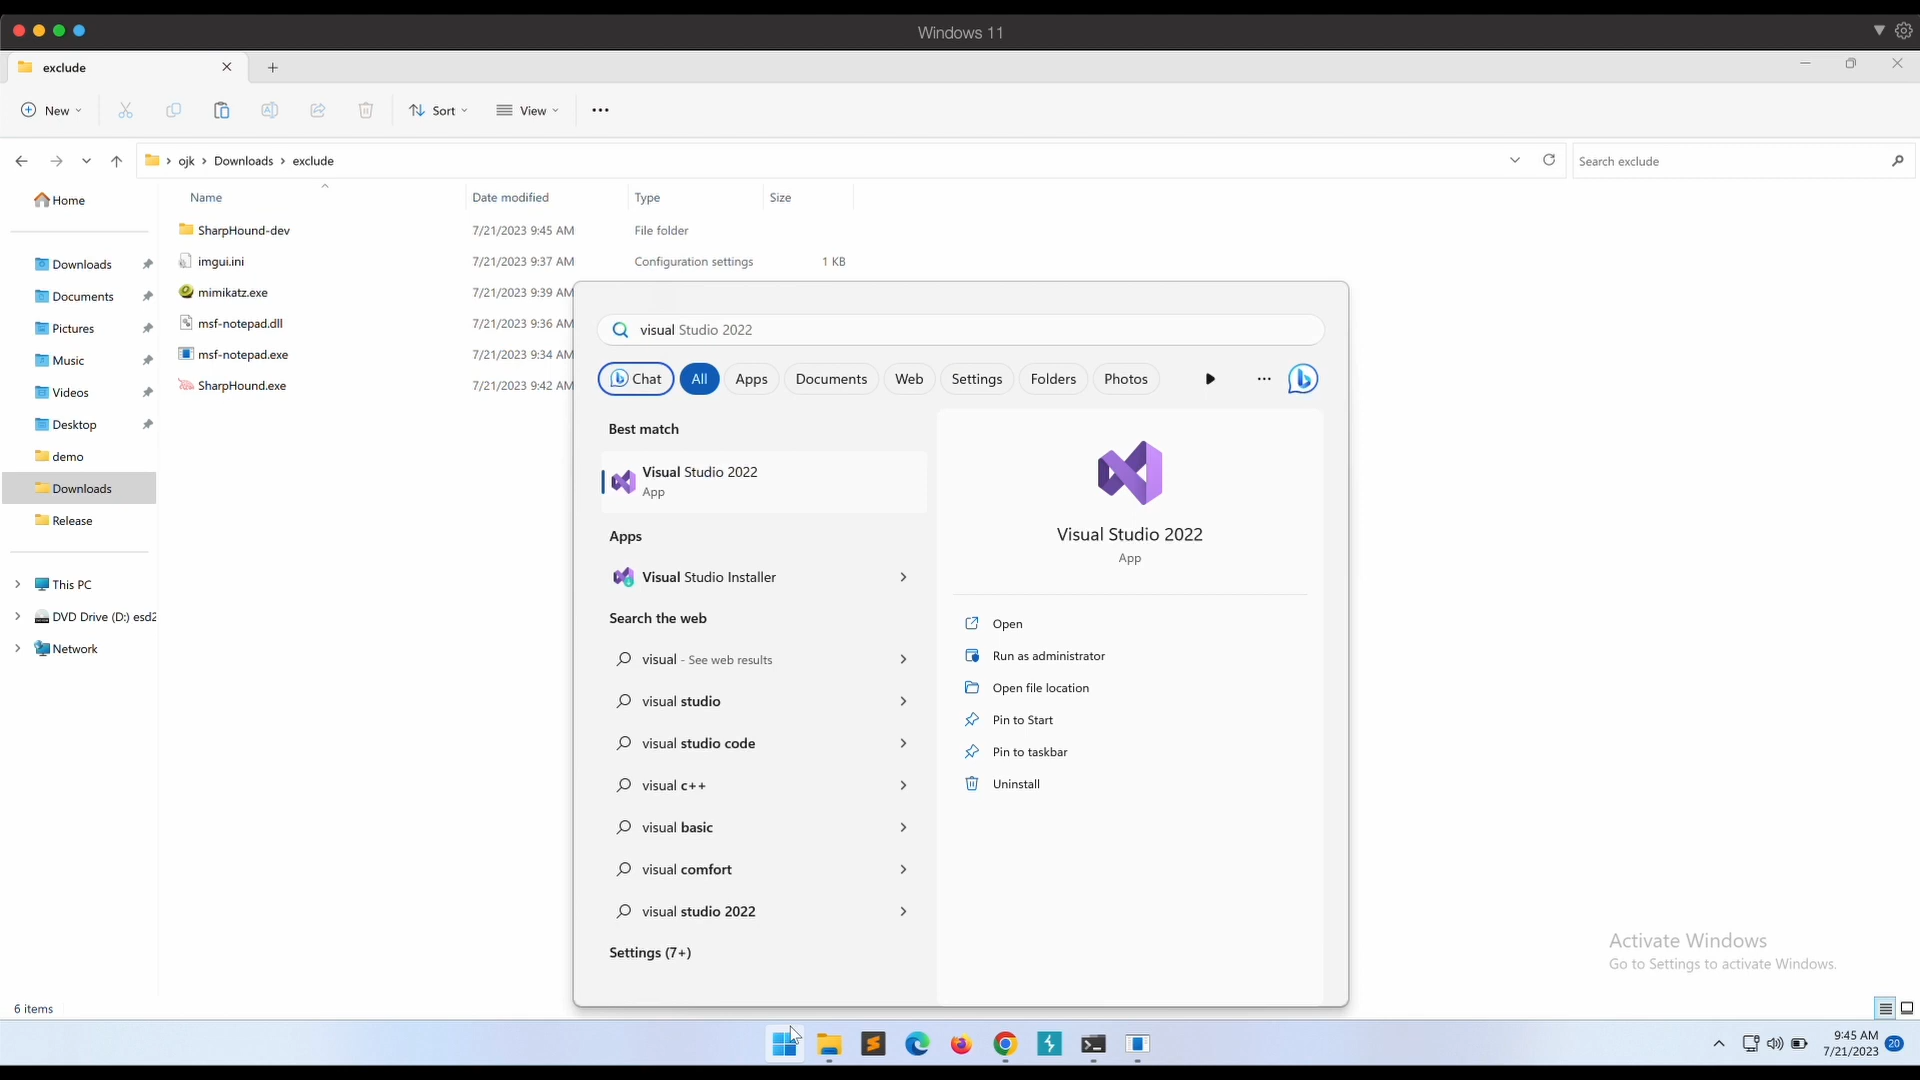 Windows 11
exclude
New
Sort
View
ojk
Downloads
exclude
Search exclude
Name
Date modified
Type
Size
SharpHound-dev
7/21/2023 9:45 AM
File folder
imgui.ini
7/21/2023 9:37 AM
Configuration settings
1 KB
mimikatz.exe
7/21/2023 9:39 AM
msf-notepad.dll
7/21/2023 9:36 AM
msf-notepad.exe
7/21/2023 9:34 AM
SharpHound.exe
7/21/2023 9:42 AM
Home
Downloads
Documents
Pictures
Music
Videos
Desktop
demo
Downloads
Release
This PC
DVD Drive (D:) esd2
Network
visual Studio 2022
Chat
All
Apps
Documents
Web
Settings
Folders
Photos
Best match
Visual Studio 2022
App
Apps
Visual Studio Installer
Search the web
visual - See web results
visual studio
visual studio code
visual c++
visual basic
visual comfort
visual studio 2022
Settings (7+)
Visual Studio 2022
App
Open
Run as administrator
Open file location
Pin to Start
Pin to taskbar
Uninstall
Activate Windows
Go to Settings to activate Windows.
6 items
9:45 AM
7/21/2023
20